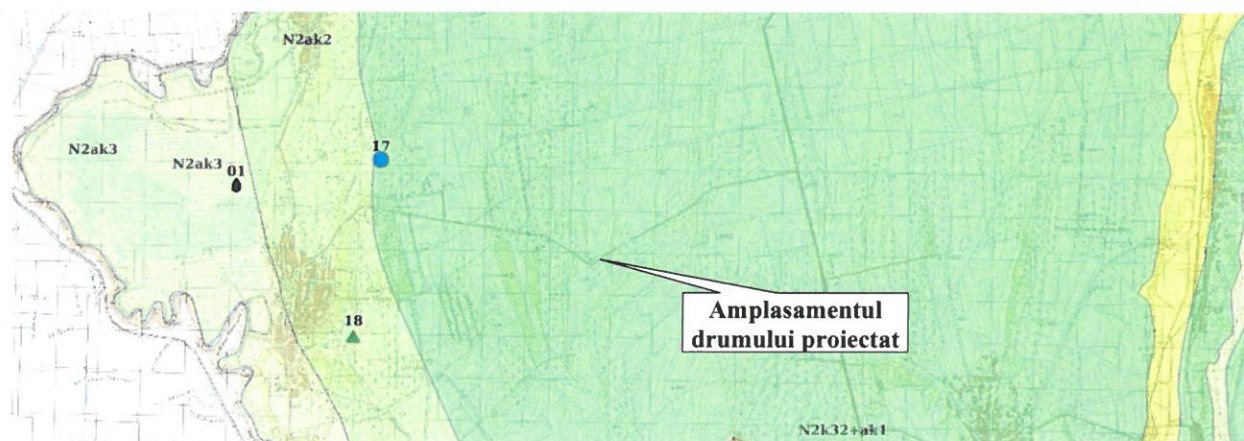 N2ak2
N2ak3
N2ak3
01
17
Amplasamentul
drumului proiectat
18
N2k32+ak1